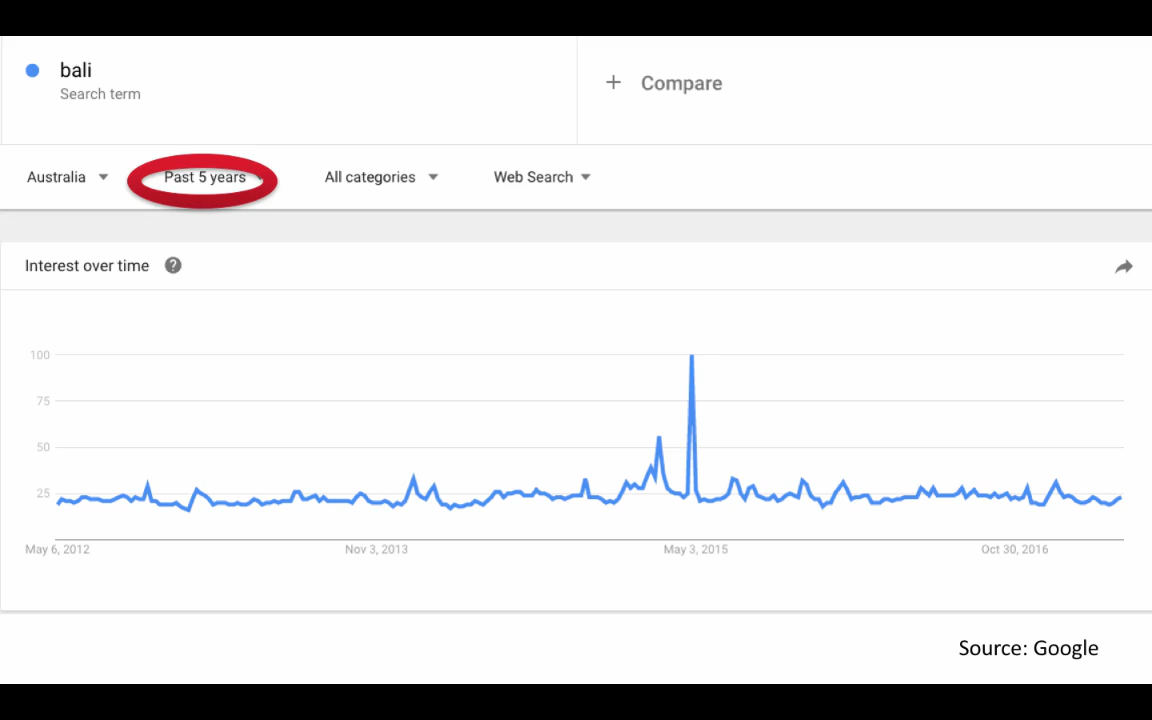 bali
Search term
+ Compare
Australia
Past 5 years
All categories
Web Search
Interest over time ?
100
75
50
25
May 6, 2012
Nov 3, 2013
May 3, 2015
Oct 30, 2016
Source: Google